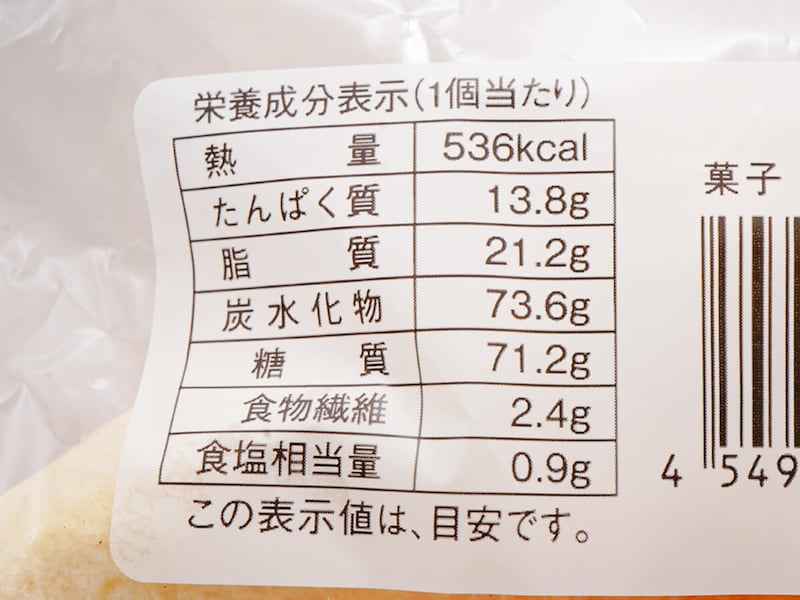 栄養成分表示(1個当たり)
熱量 536kcal
たんぱく質 13.8g
脂質 21.2g
炭水化物 73.6g
糖質 71.2g
食物繊維 2.4g
食塩相当量 0.9g
この表示値は、目安です。
菓子
4 549